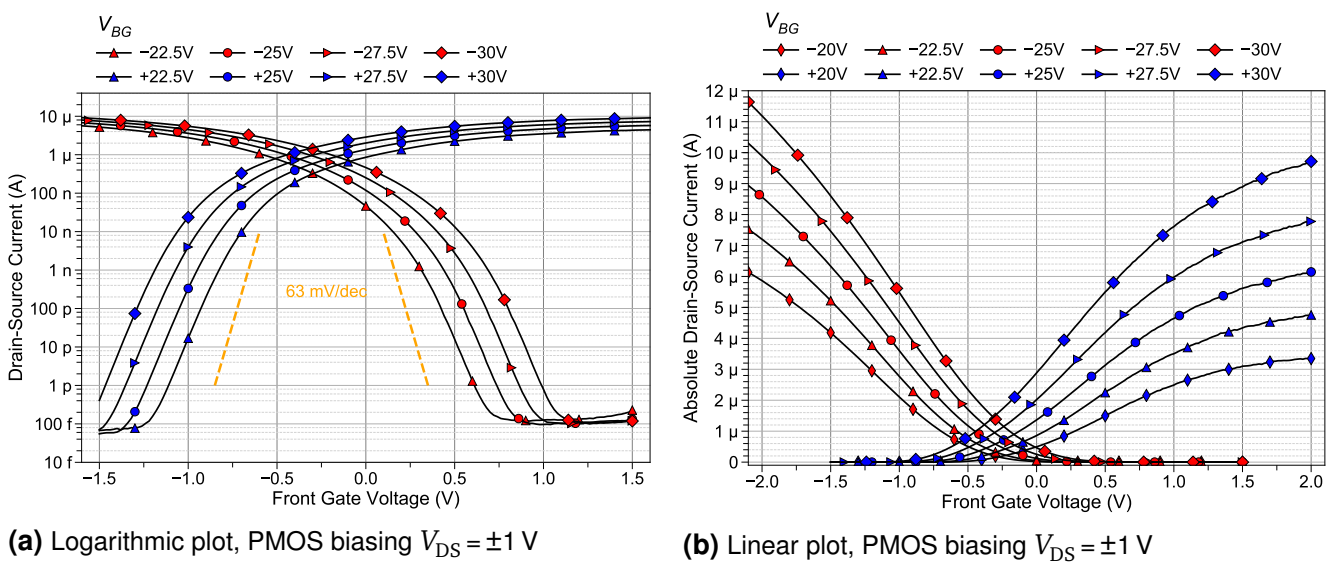 V_BG
−22.5V −25V −27.5V −30V
+22.5V +25V +27.5V +30V
Drain-Source Current (A)
10 µ
1 µ
100 n
10 n
1 n
100 p
10 p
1 p
100 f
10 f
63 mV/dec
−1.5 −1.0 −0.5 0.0 0.5 1.0 1.5
Front Gate Voltage (V)
(a) Logarithmic plot, PMOS biasing V_DS = ±1 V
V_BG
−20V −22.5V −25V −27.5V −30V
+20V +22.5V +25V +27.5V +30V
Absolute Drain-Source Current (A)
12 µ
11 µ
10 µ
9 µ
8 µ
7 µ
6 µ
5 µ
4 µ
3 µ
2 µ
1 µ
0
−2.0 −1.5 −1.0 −0.5 0.0 0.5 1.0 1.5 2.0
Front Gate Voltage (V)
(b) Linear plot, PMOS biasing V_DS = ±1 V